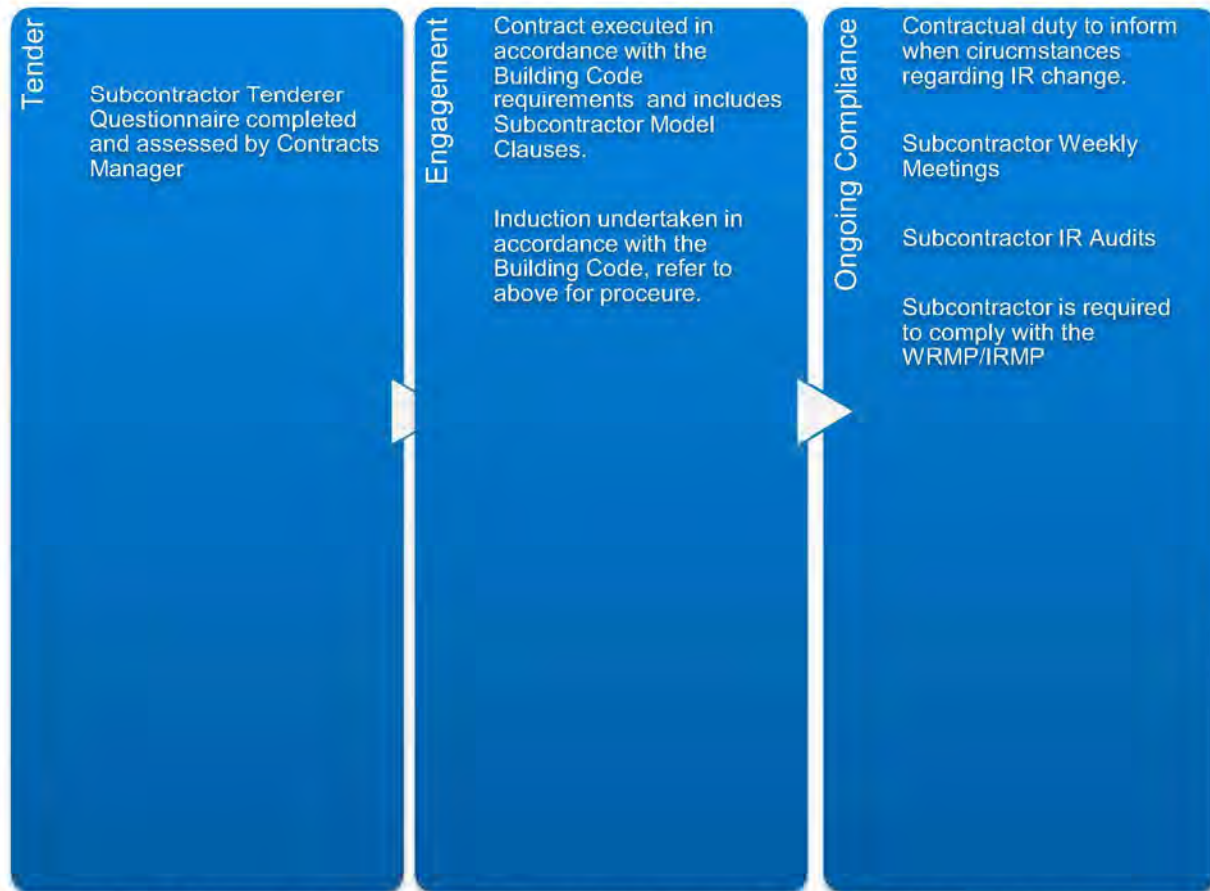 Tender
Subcontractor Tenderer
Questionnaire completed
and assessed by Contracts
Manager
Engagement
Contract executed in
accordance with the
Building Code
requirements and includes
Subcontractor Model
Clauses.
Induction undertaken in
accordance with the
Building Code, refer to
above for proceure.
Ongoing Compliance
Contractual duty to inform
when cirucmstances
regarding IR change.
Subcontractor Weekly
Meetings
Subcontractor IR Audits
Subcontractor is required
to comply with the
WRMP/IRMP